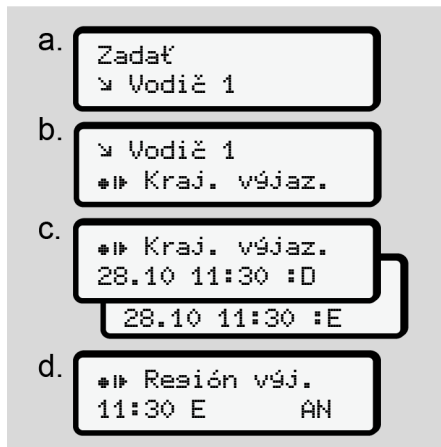 a.
Zadať
Vodič 1
b.
Vodič 1
Kraj. výjaz.
c.
Kraj. výjaz.
28.10 11:30 :D
28.10 11:30 :E
d.
Región výj.
11:30 E AN